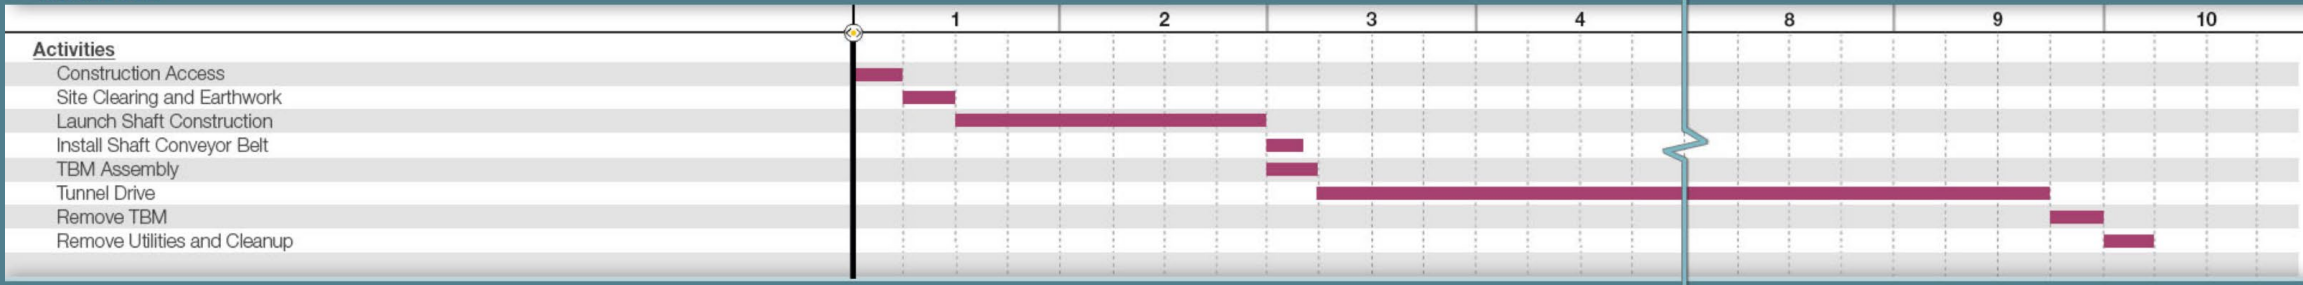 1 2 3 4 8 9 10
Activities
Construction Access
Site Clearing and Earthwork
Launch Shaft Construction
Install Shaft Conveyor Belt
TBM Assembly
Tunnel Drive
Remove TBM
Remove Utilities and Cleanup